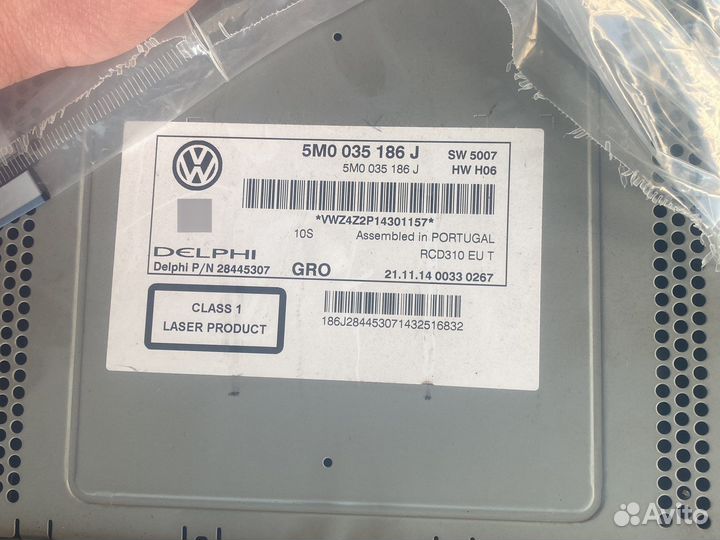 5M0 035 186 J SW 5007
5M0 035 186 J HW H06
*VWZ4Z2P14301157*
10S Assembled in PORTUGAL
DELPHI RCD310 EU T
Delphi P/N 28445307 GRO 21.11.14 0033 0267
CLASS 1
LASER PRODUCT
186J284453071432516832
Avito